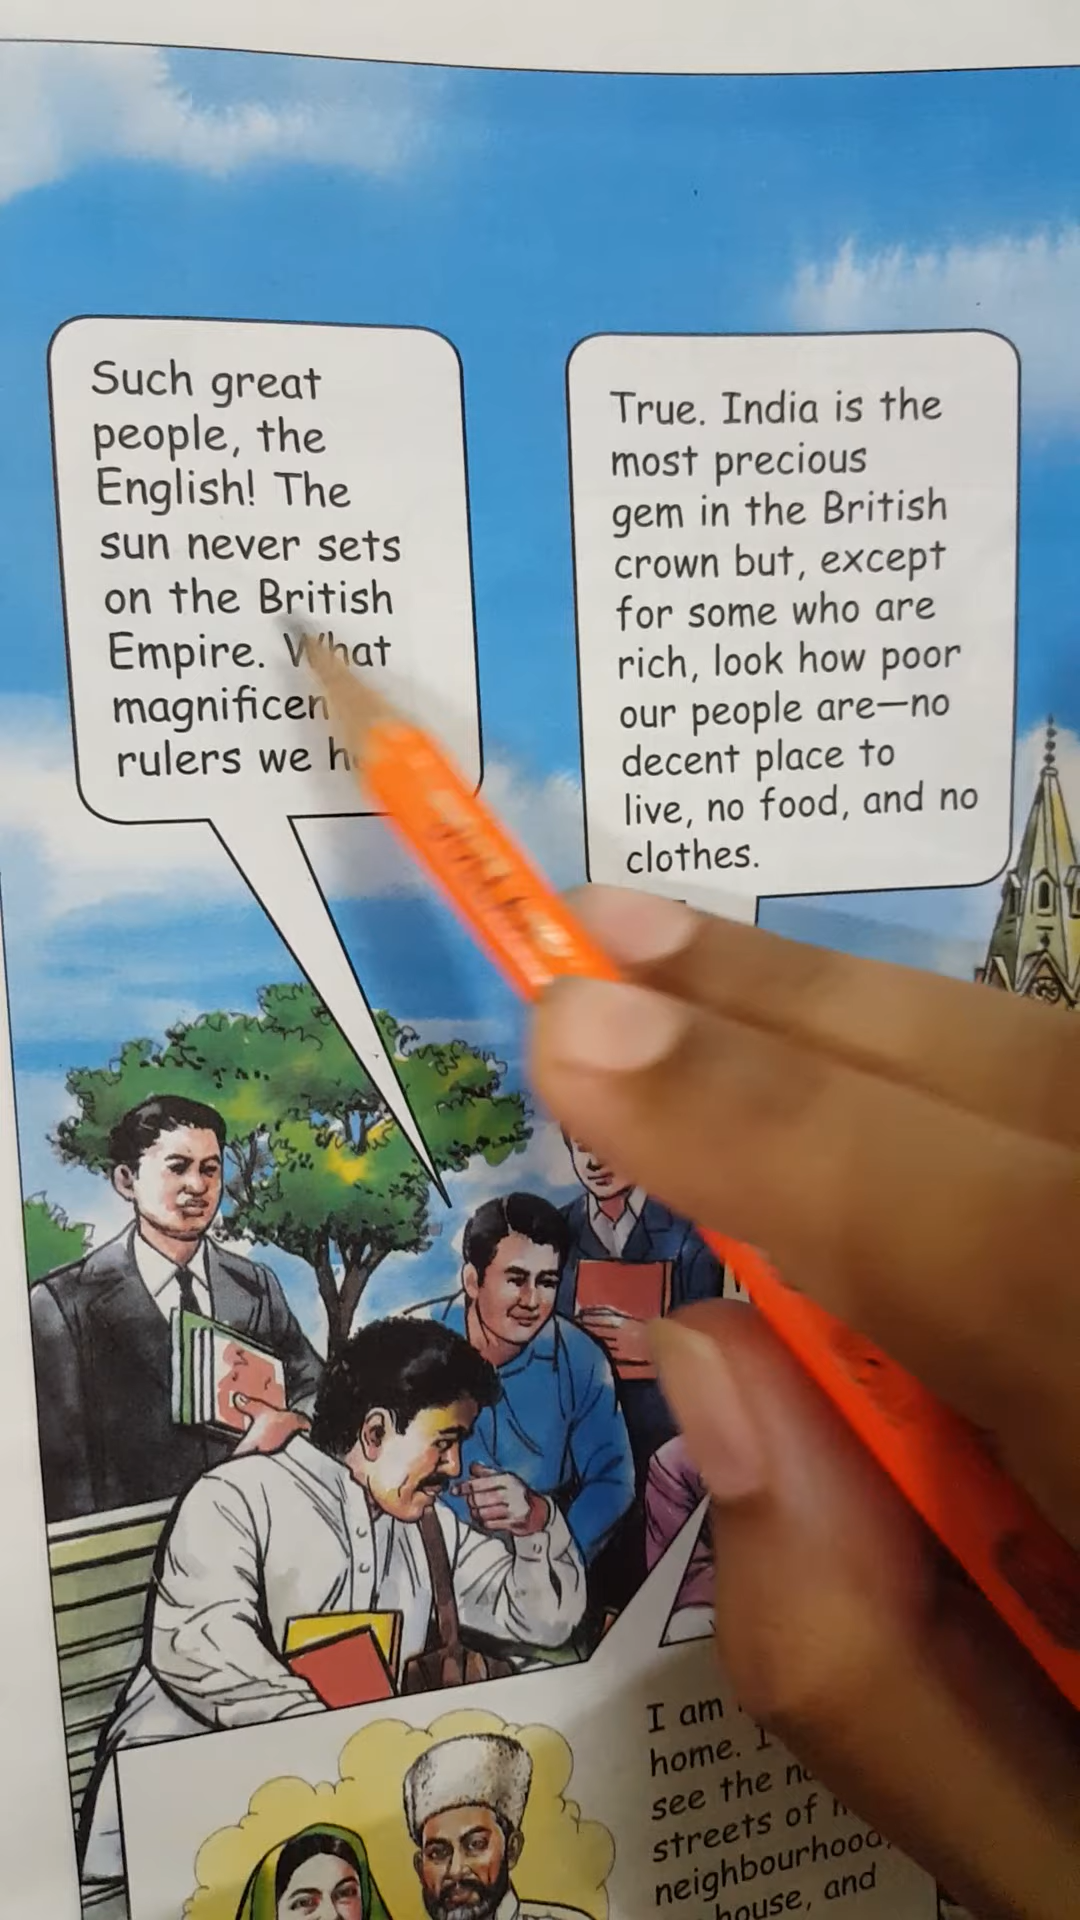 Such great
people, the
English! The
sun never sets
on the British
Empire. What
magnificen
rulers we
True. India is the
most precious
gem in the British
crown but, except
for some who are
rich, look how poor
our people are—no
decent place to
live, no food, and no
clothes.
I am
home. I
see the
streets of
neighbourhood,
house, and